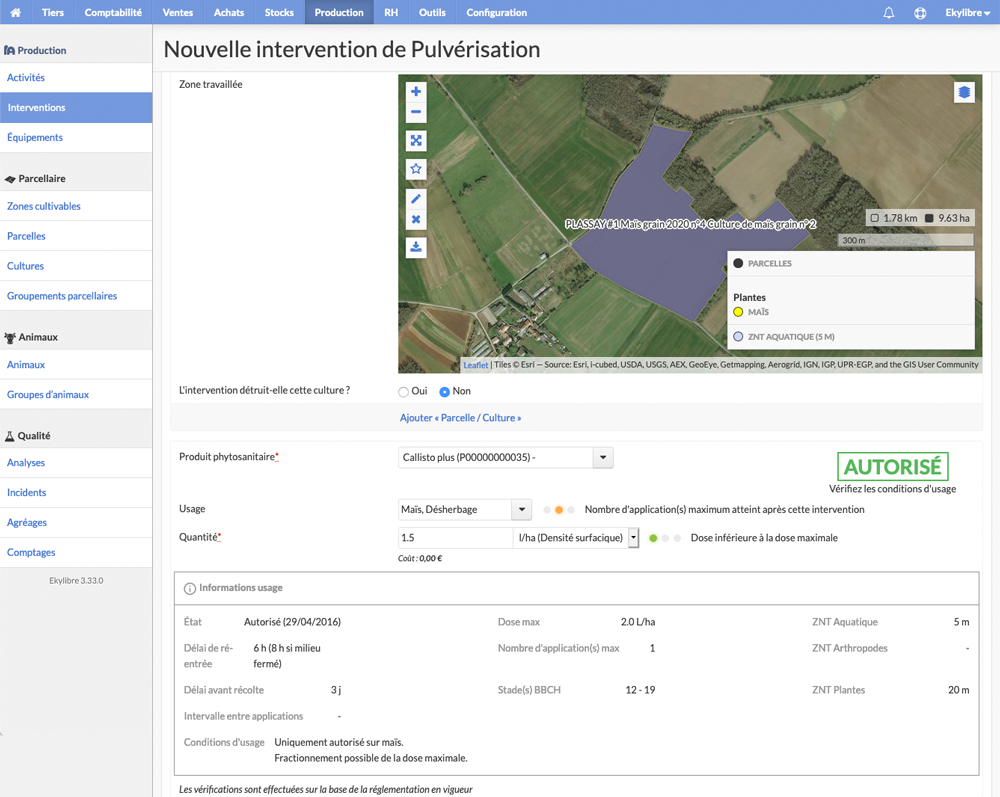 Tiers Comptabilité Ventes Achats Stocks Production RH Outils Configuration Ekylibre
Production
Activités
Interventions
Équipements
Parcellaire
Zones cultivables
Parcelles
Cultures
Groupements parcellaires
Animaux
Animaux
Groupes d'animaux
Qualité
Analyses
Incidents
Agréages
Comptages
Ekylibre 3.33.0
Nouvelle intervention de Pulvérisation
Zone travaillée
PLASSAY #1 Maïs grain 2020 n°4 Culture de maïs grain n° 2
1.78 km 9.63 ha
300 m
PARCELLES
Plantes
MAÏS
ZNT AQUATIQUE (5 M)
Leaflet | Tiles © Esri — Source: Esri, i-cubed, USDA, USGS, AEX, GeoEye, Getmapping, Aerogrid, IGN, IGP, UPR-EGP, and the GIS User Community
L'intervention détruit-elle cette culture ? Oui Non
Ajouter « Parcelle / Culture »
Produit phytosanitaire* Callisto plus (P00000000035) -
AUTORISÉ
Vérifiez les conditions d'usage
Usage Maïs, Désherbage Nombre d'application(s) maximum atteint après cette intervention
Quantité* 1.5 l/ha (Densité surfacique) Dose inférieure à la dose maximale
Coût : 0,00 €
Informations usage
État Autorisé (29/04/2016) Dose max 2.0 L/ha ZNT Aquatique 5 m
Délai de ré- 6 h (8 h si milieu Nombre d'application(s) max 1 ZNT Arthropodes -
entrée fermé)
Délai avant récolte 3 j Stade(s) BBCH 12 - 19 ZNT Plantes 20 m
Intervalle entre applications -
Conditions d'usage Uniquement autorisé sur maïs.
Fractionnement possible de la dose maximale.
Les vérifications sont effectuées sur la base de la réglementation en vigueur